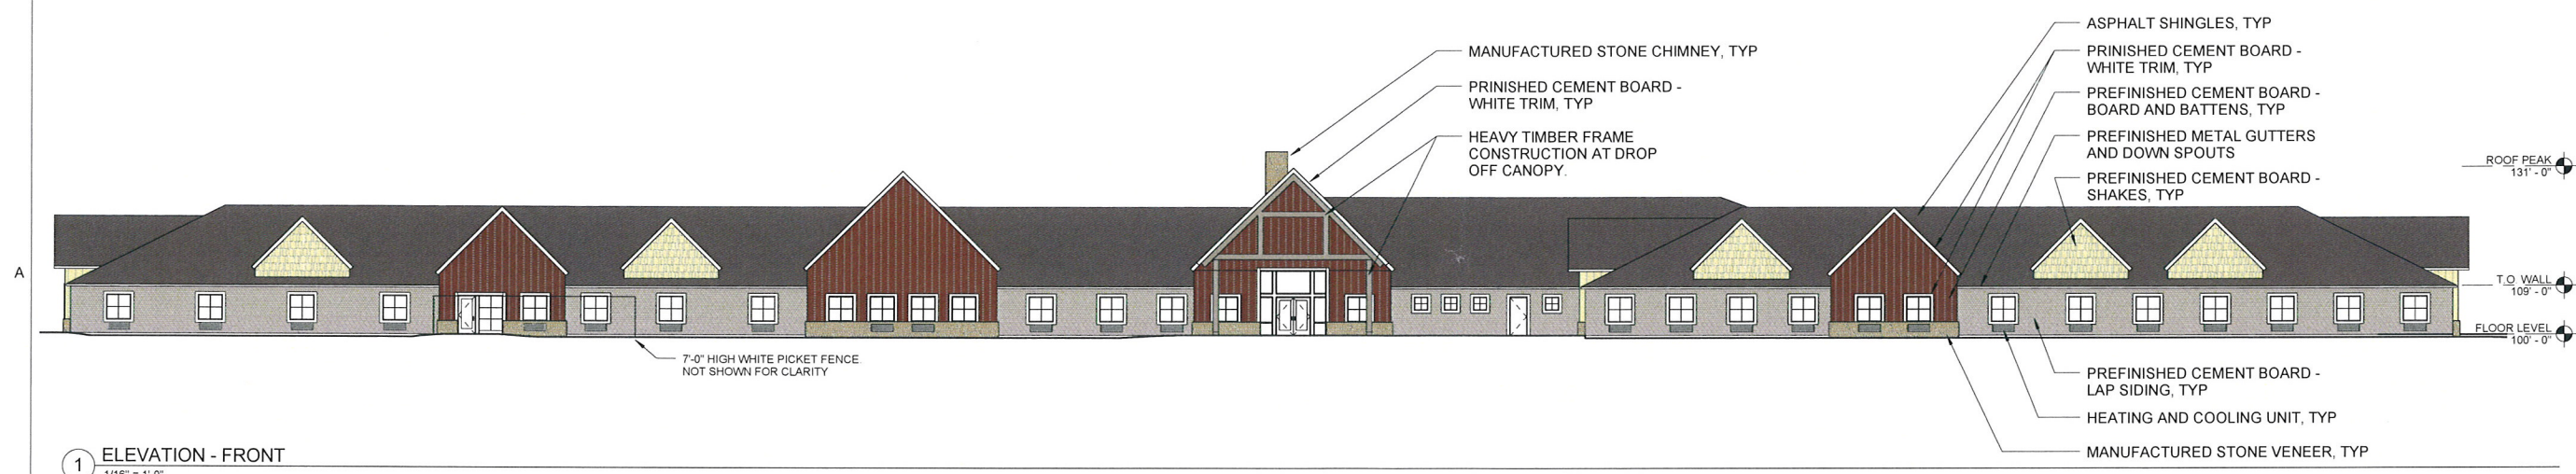 MANUFACTURED STONE CHIMNEY, TYP
PRINISHED CEMENT BOARD -
WHITE TRIM, TYP
HEAVY TIMBER FRAME
CONSTRUCTION AT DROP
OFF CANOPY.
ASPHALT SHINGLES, TYP
PRINISHED CEMENT BOARD -
WHITE TRIM, TYP
PREFINISHED CEMENT BOARD -
BOARD AND BATTENS, TYP
PREFINISHED METAL GUTTERS
AND DOWN SPOUTS
PREFINISHED CEMENT BOARD -
SHAKES, TYP
ROOF PEAK
131' - 0"
A
T.O. WALL
109' - 0"
FLOOR LEVEL
100' - 0"
7'-0" HIGH WHITE PICKET FENCE
NOT SHOWN FOR CLARITY
PREFINISHED CEMENT BOARD -
LAP SIDING, TYP
HEATING AND COOLING UNIT, TYP
MANUFACTURED STONE VENEER, TYP
1
ELEVATION - FRONT
1/16" = 1'-0"